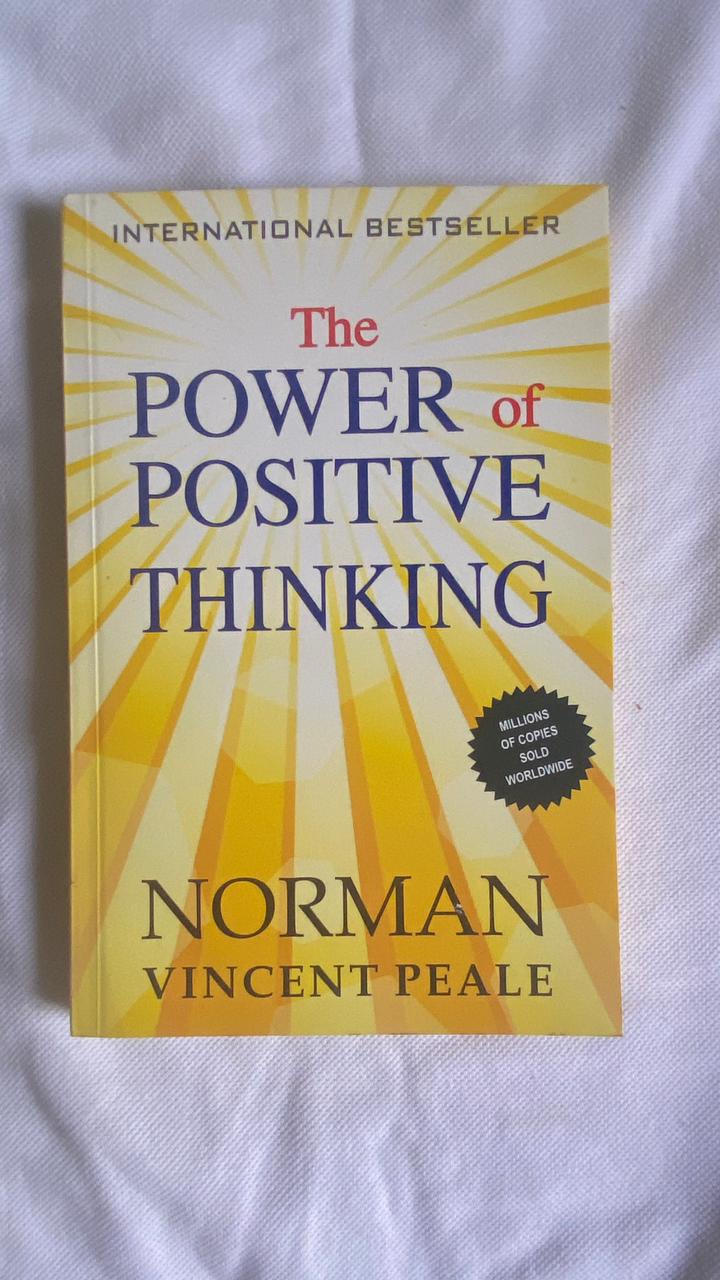 INTERNATIONAL BESTSELLER
The
POWER of
POSITIVE
THINKING
MILLIONS
OF COPIES
SOLD
WORLDWIDE
NORMAN
VINCENT PEALE